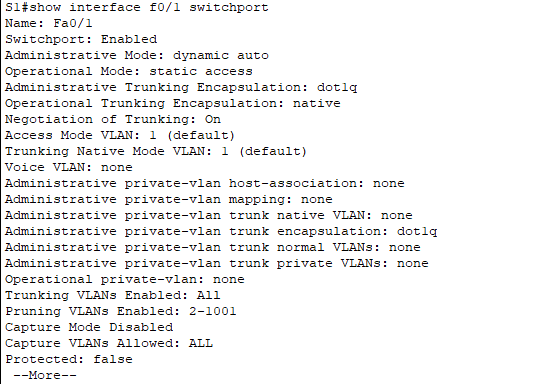 S1#show interface f0/1 switchport
Name: Fa0/1
Switchport: Enabled
Administrative Mode: dynamic auto
Operational Mode: static access
Administrative Trunking Encapsulation: dot1q
Operational Trunking Encapsulation: native
Negotiation of Trunking: On
Access Mode VLAN: 1 (default)
Trunking Native Mode VLAN: 1 (default)
Voice VLAN: none
Administrative private-vlan host-association: none
Administrative private-vlan mapping: none
Administrative private-vlan trunk native VLAN: none
Administrative private-vlan trunk encapsulation: dot1q
Administrative private-vlan trunk normal VLANs: none
Administrative private-vlan trunk private VLANs: none
Operational private-vlan: none
Trunking VLANs Enabled: All
Pruning VLANs Enabled: 2-1001
Capture Mode Disabled
Capture VLANs Allowed: ALL
Protected: false
--More--